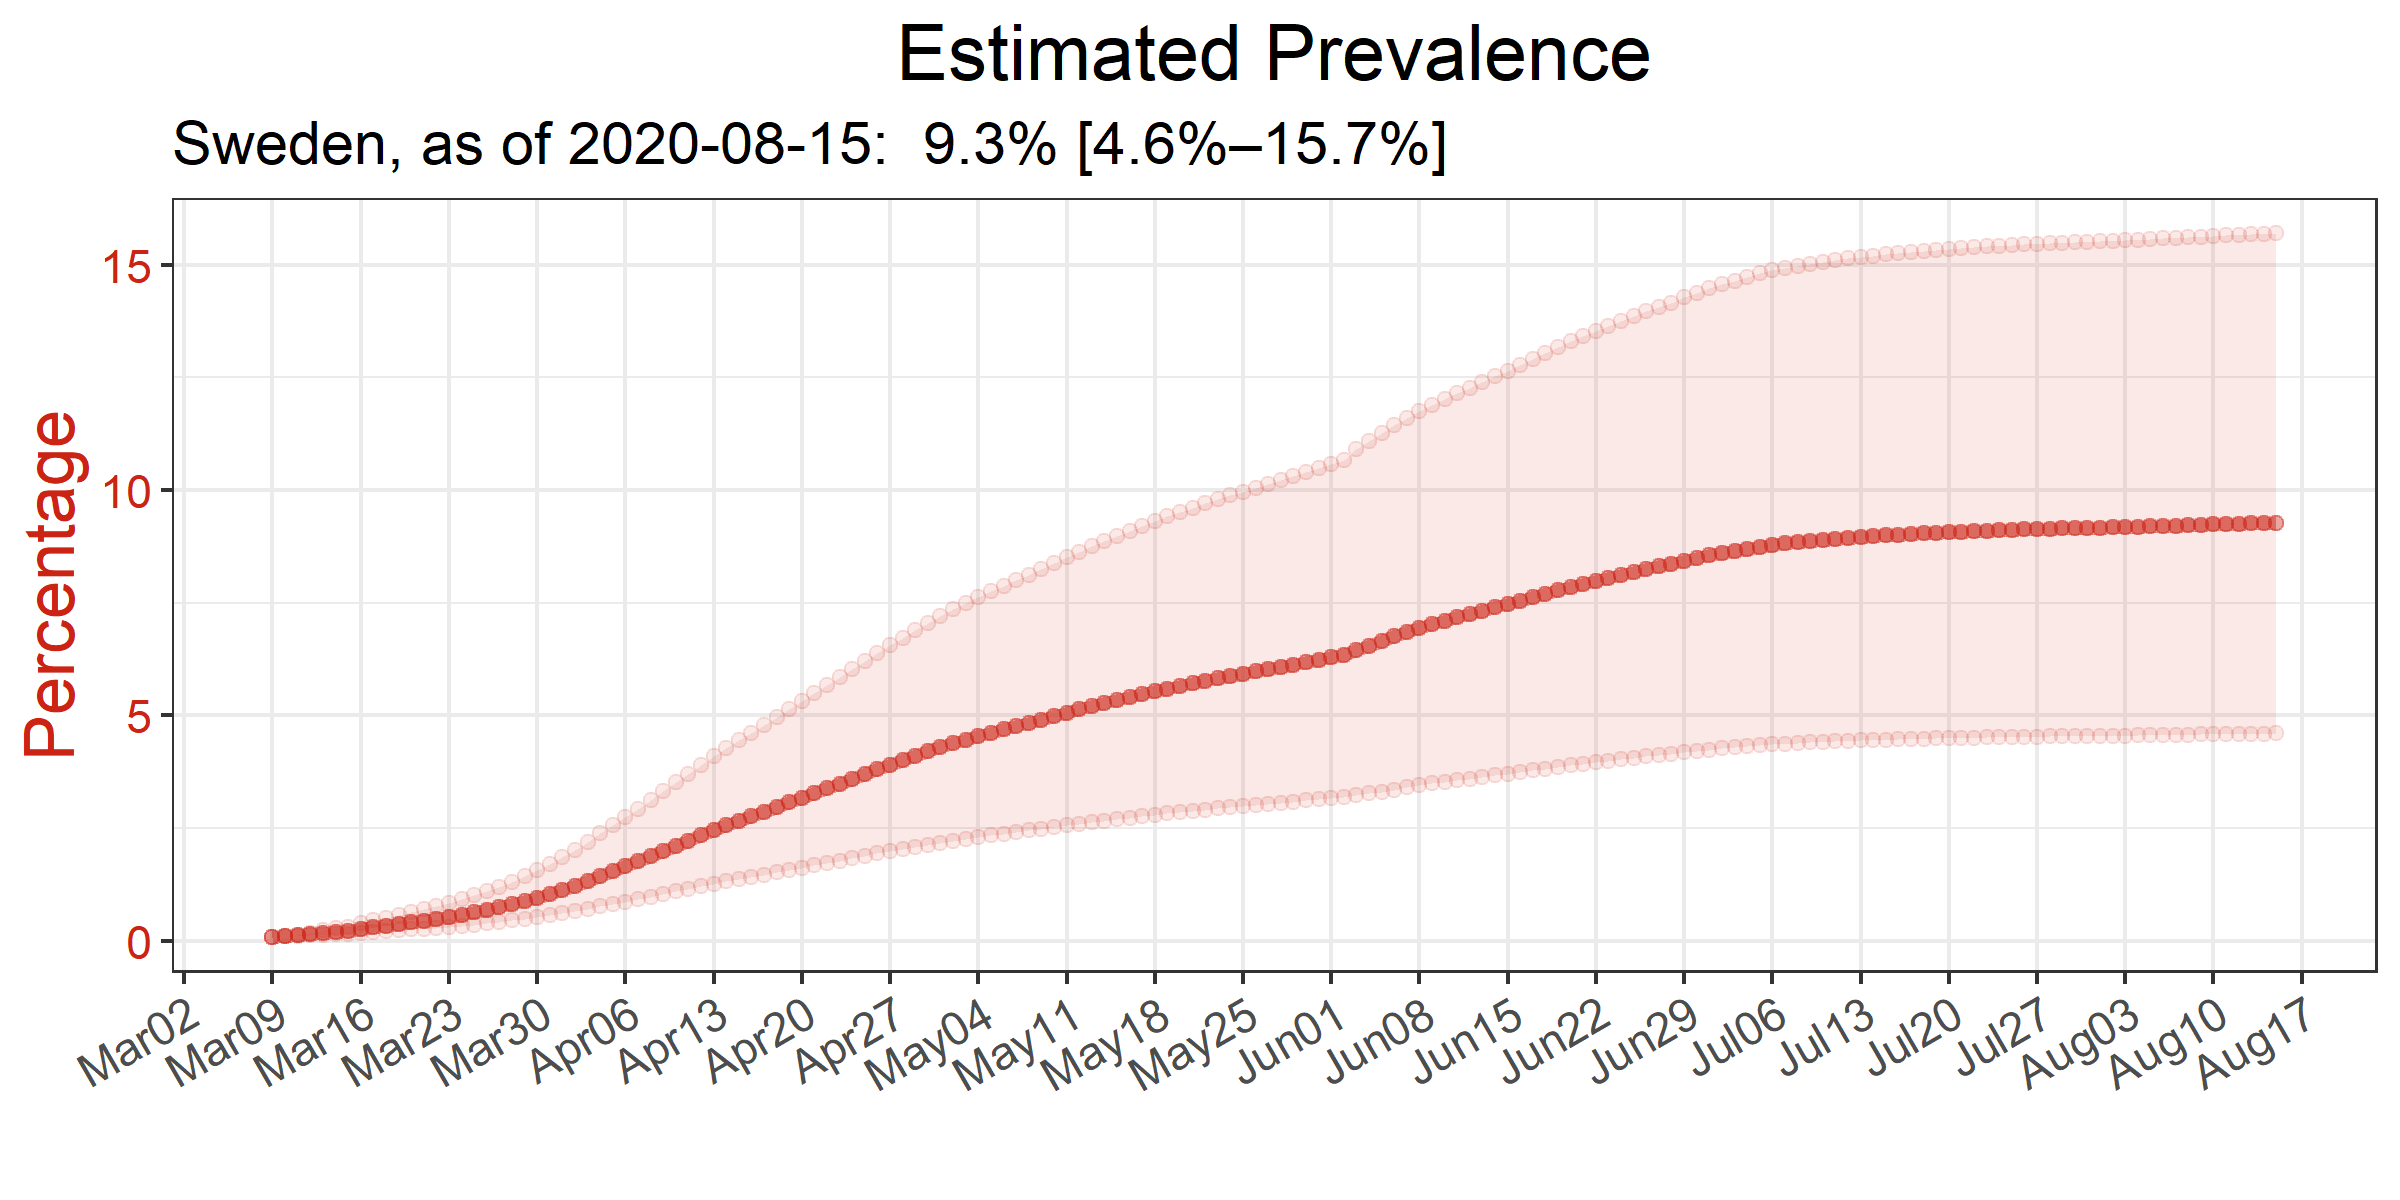 Estimated Prevalence
Sweden, as of 2020-08-15:  9.3% [4.6%–15.7%]
Percentage
15
10
5
0
Mar02
Mar09
Mar16
Mar23
Mar30
Apr06
Apr13
Apr20
Apr27
May04
May11
May18
May25
Jun01
Jun08
Jun15
Jun22
Jun29
Jul06
Jul13
Jul20
Jul27
Aug03
Aug10
Aug17